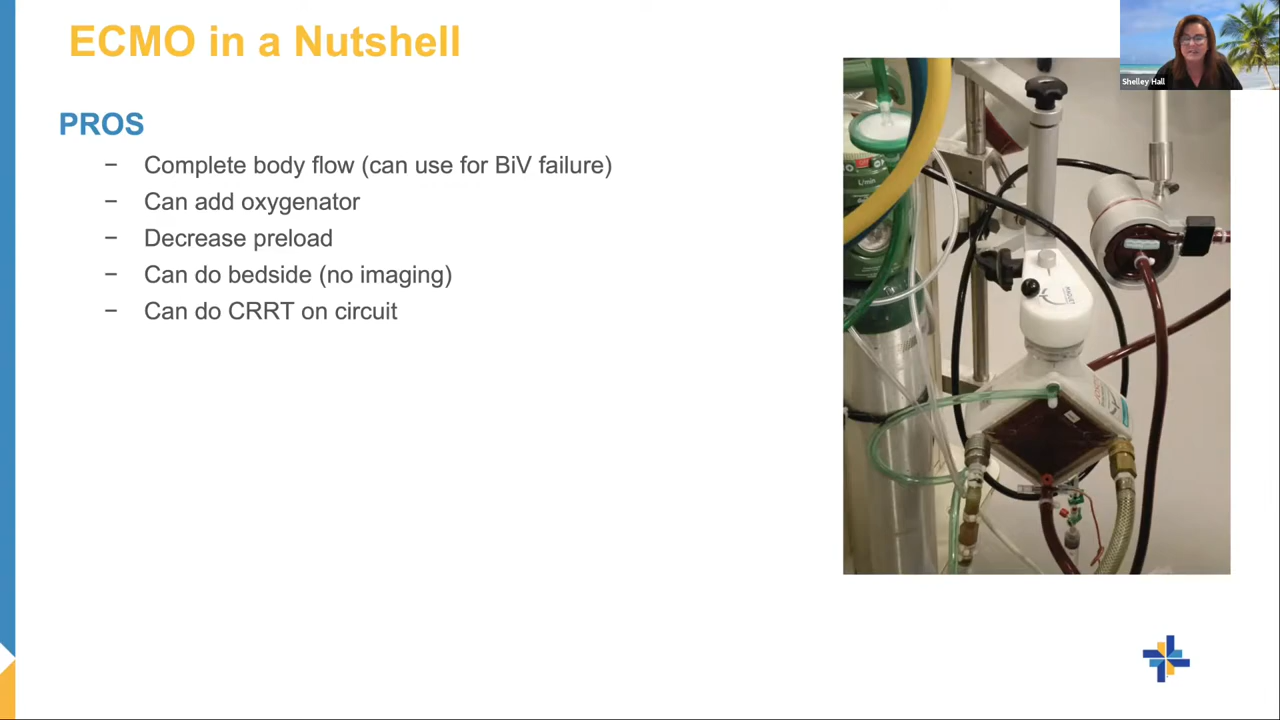 ECMO in a Nutshell
Shelley Hall
PROS
− Complete body flow (can use for BiV failure)
− Can add oxygenator
− Decrease preload
− Can do bedside (no imaging)
− Can do CRRT on circuit
L/min